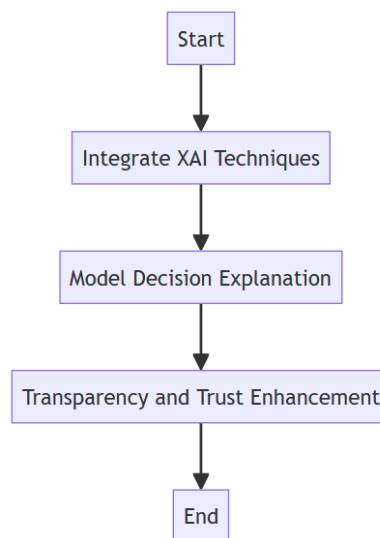 Start
Integrate XAI Techniques
Model Decision Explanation
Transparency and Trust Enhancement
End